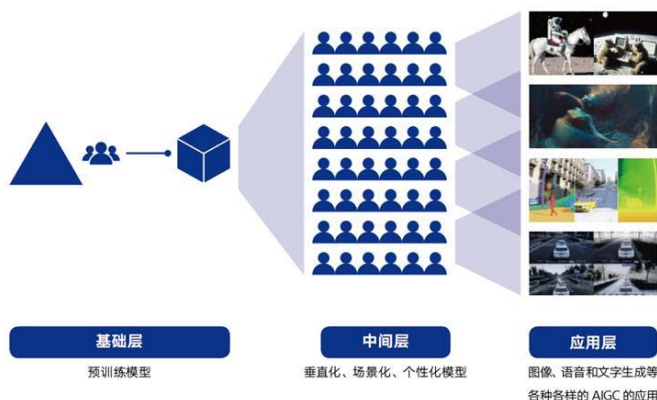 基础层
中间层
应用层
预训练模型
垂直化、场景化、个性化模型
图像、语音和文字生成等
各种各样的 AIGC 的应用